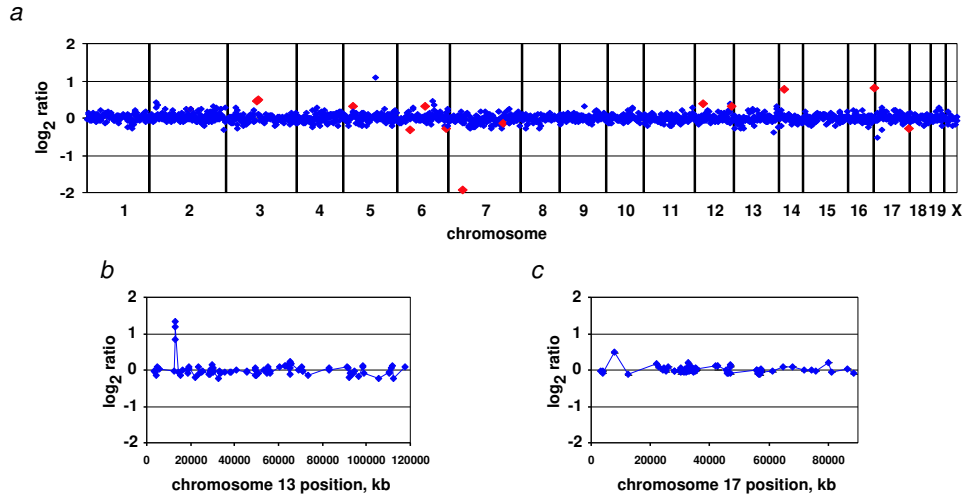 a
2
1
0
-1
-2
log2 ratio
1 2 3 4 5 6 7 8 9 10 11 12 13 14 15 16 17 18 19 X
chromosome
b
2
1
0
-1
-2
log2 ratio
0 20000 40000 60000 80000 100000 120000
chromosome 13 position, kb
c
2
1
0
-1
-2
log2 ratio
0 20000 40000 60000 80000
chromosome 17 position, kb